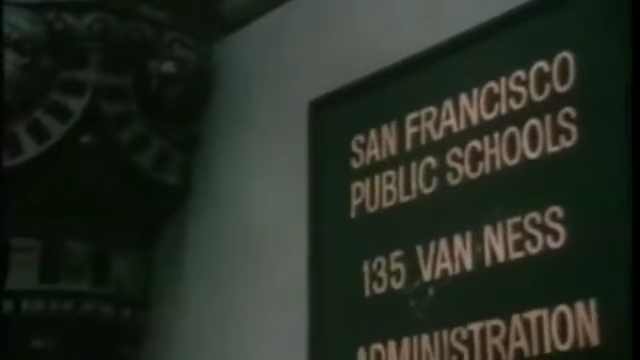 SAN FRANCISCO
PUBLIC SCHOOLS
135 VAN NESS
ADMINISTRATION